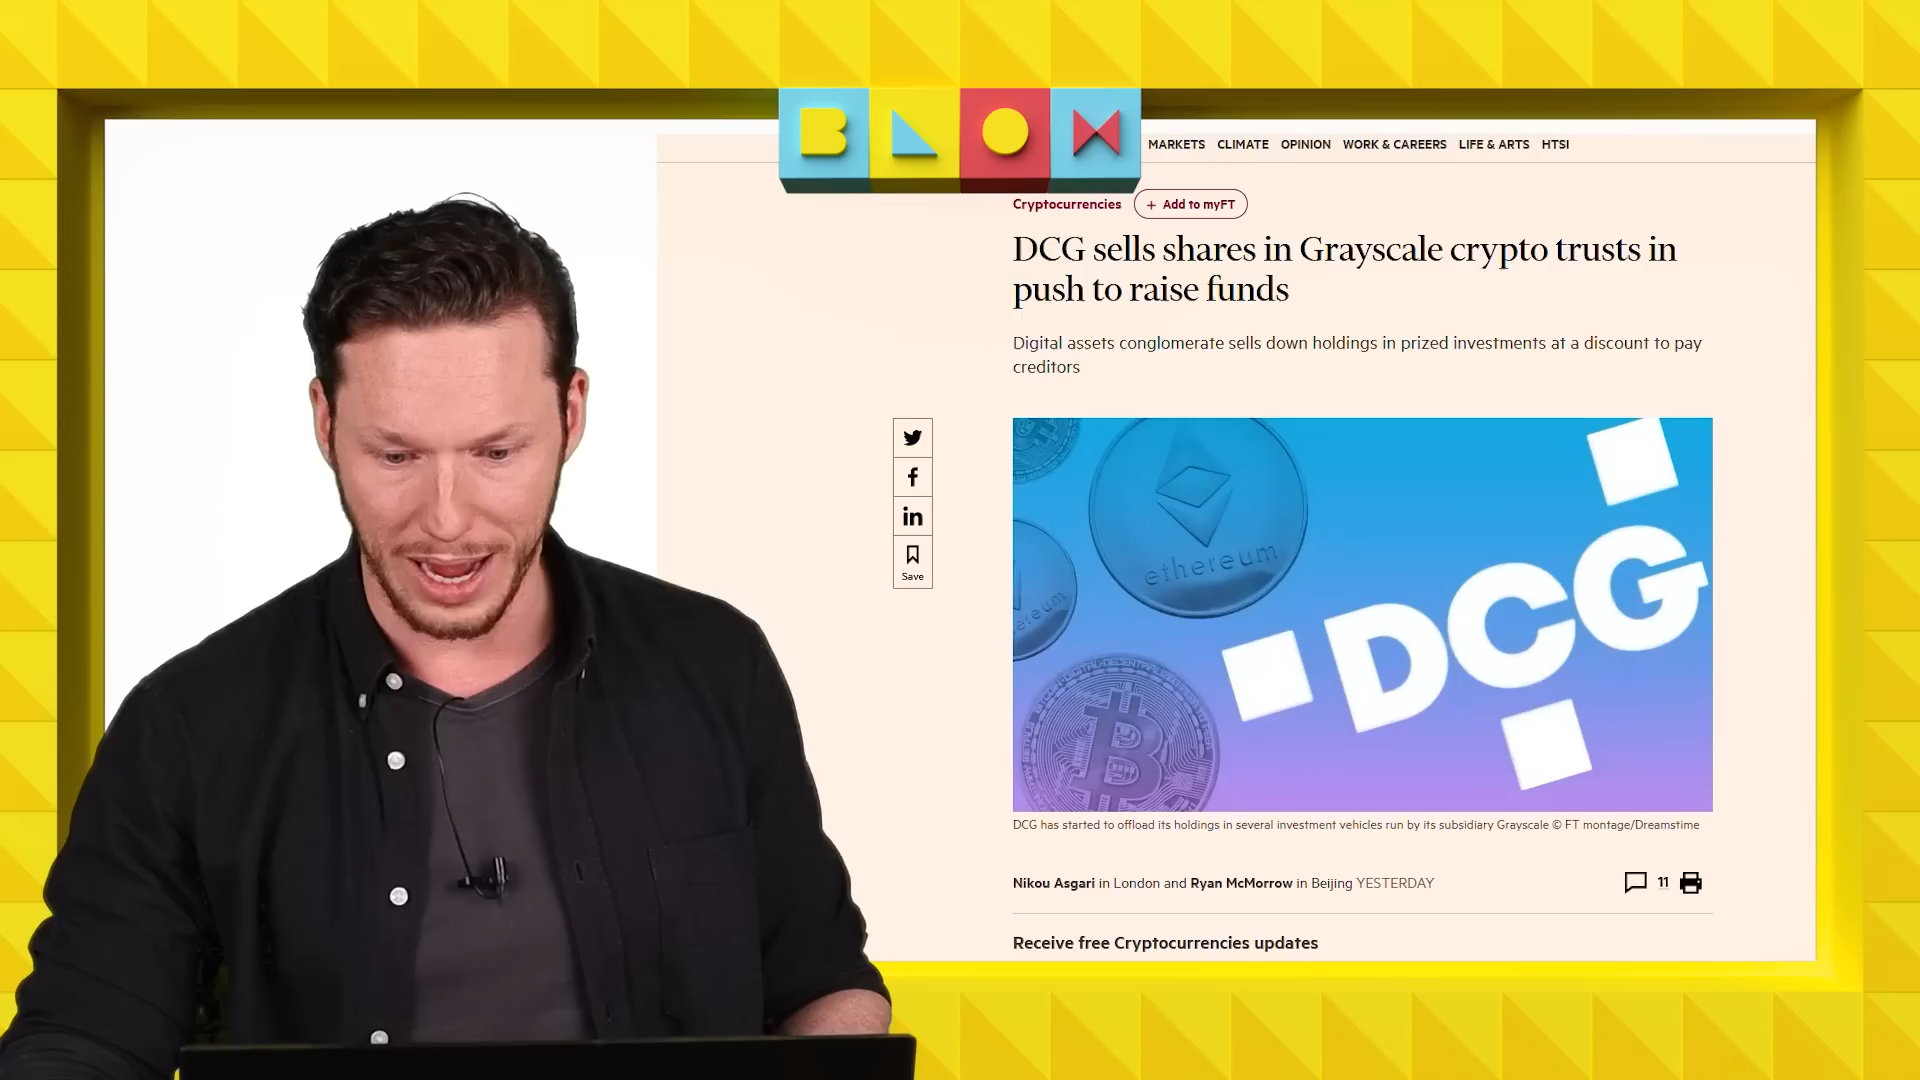 BLOM
MARKETS CLIMATE OPINION WORK & CAREERS LIFE & ARTS HTSI
Cryptocurrencies + Add to myFT
DCG sells shares in Grayscale crypto trusts in
push to raise funds
Digital assets conglomerate sells down holdings in prized investments at a discount to pay
creditors
in
Save
ethereum
ereum
DCG
DCG has started to offload its holdings in several investment vehicles run by its subsidiary Grayscale © FT montage/Dreamstime
Nikou Asgari in London and Ryan McMorrow in Beijing YESTERDAY
11
Receive free Cryptocurrencies updates